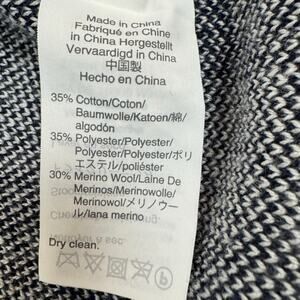 Made in China
Fabriqué en Chine
in China Hergestellt
Vervaardigd in China
中国製
Hecho en China
35% Cotton/Coton/
Baumwolle/Katoen/綿/
algodón
35% Polyester/Polyester/
Polyester/Polyester/ポリ
エステル/poliéster
30% Merino Wool/Laine De
Merinos/Merinowolle/
Merinowol/メリノウー
ル/lana merino
Dry clean.